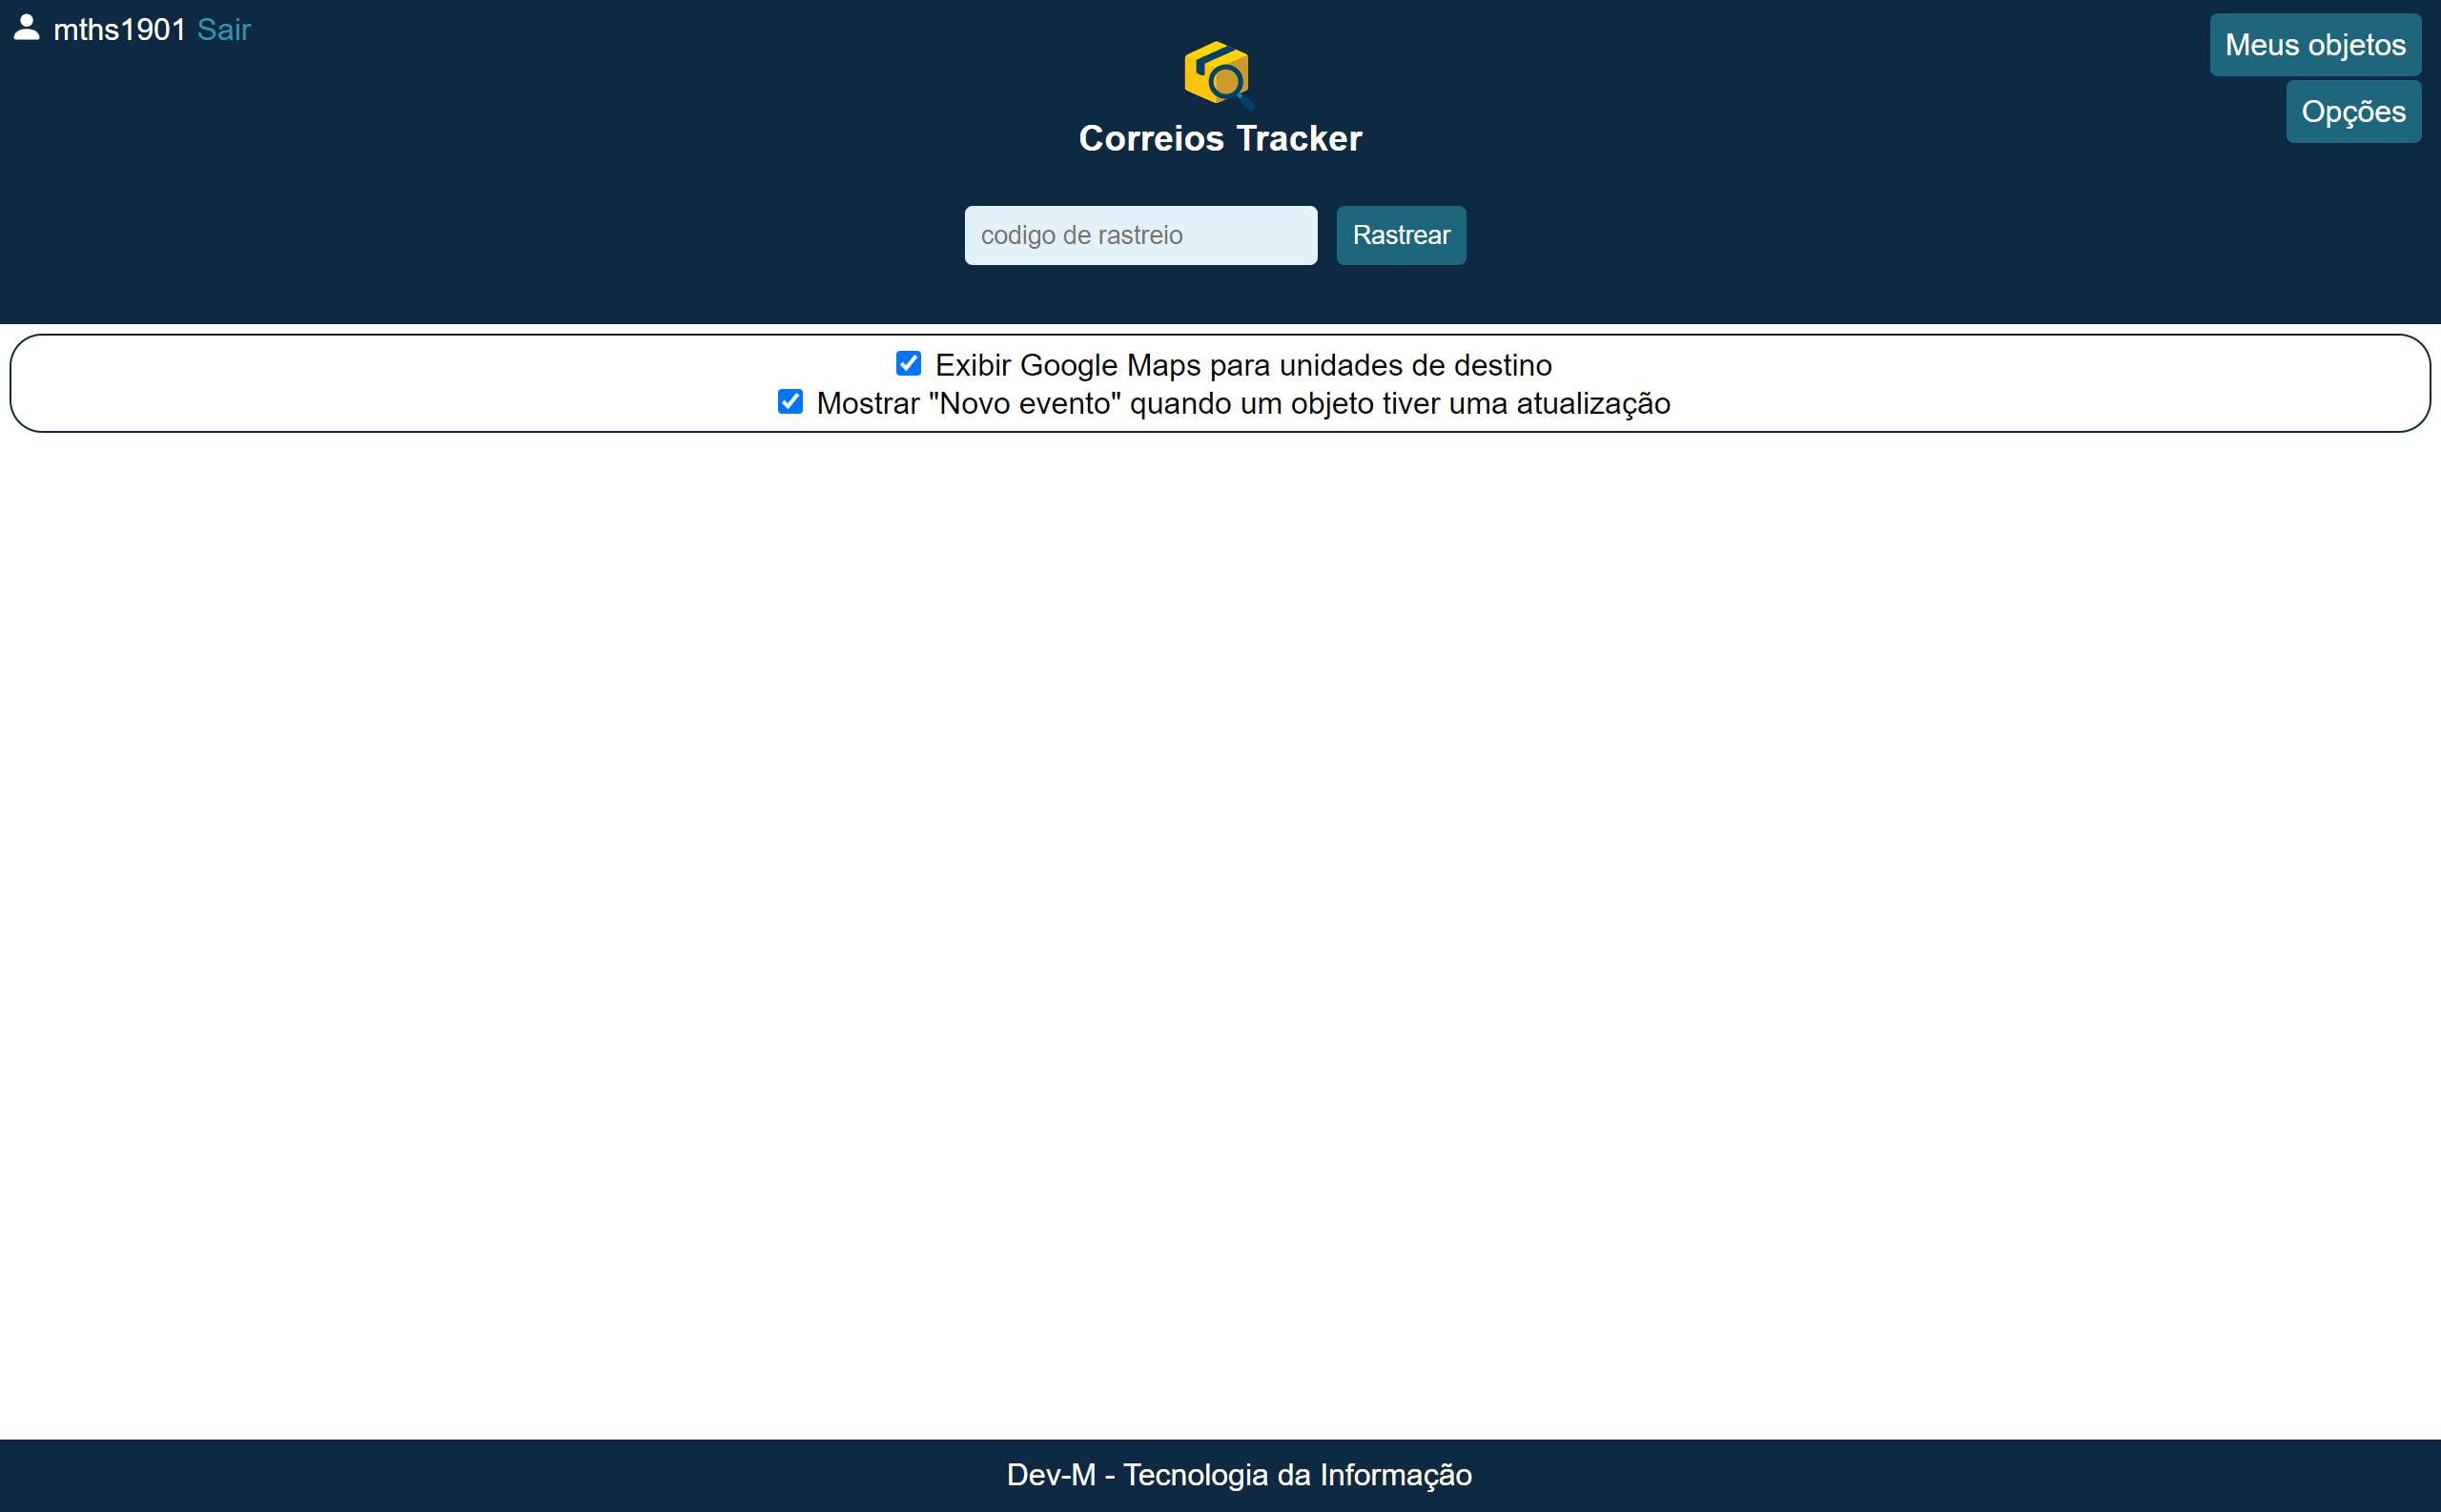 mths1901 Sair
Meus objetos
Opções
Correios Tracker
codigo de rastreio
Rastrear
Exibir Google Maps para unidades de destino
Mostrar "Novo evento" quando um objeto tiver uma atualização
Dev-M - Tecnologia da Informação